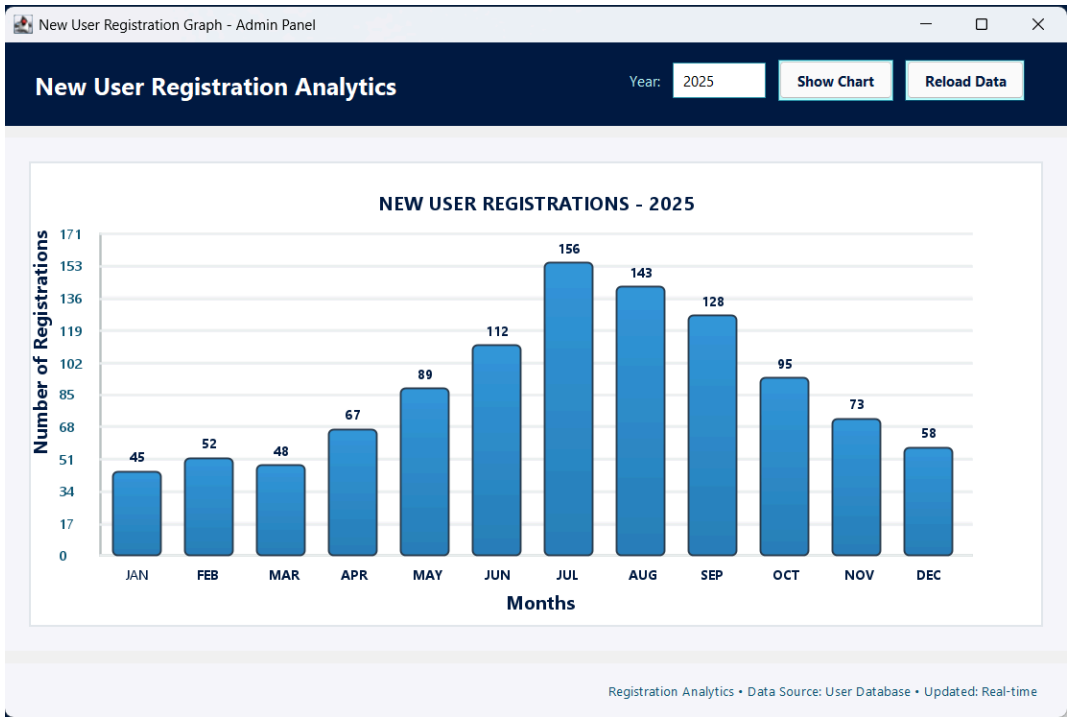 New User Registration Graph - Admin Panel
New User Registration Analytics
Year: 2025 Show Chart Reload Data
NEW USER REGISTRATIONS - 2025
Number of Registrations
171
153
136
119
102
85
68
51
34
17
0
45 52 48 67 89 112 156 143 128 95 73 58
JAN FEB MAR APR MAY JUN JUL AUG SEP OCT NOV DEC
Months
Registration Analytics • Data Source: User Database • Updated: Real-time